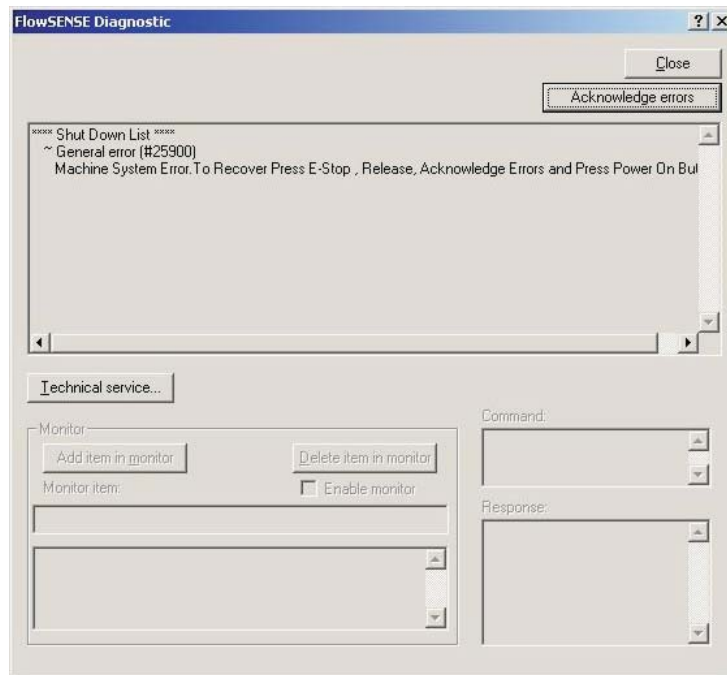 FlowSENSE Diagnostic
Close
Acknowledge errors
**** Shut Down List ****
~ General error (#25900)
Machine System Error.To Recover Press E-Stop , Release, Acknowledge Errors and Press Power On But
Technical service...
Monitor
Add item in monitor
Delete item in monitor
Monitor item:
Enable monitor
Command:
Response: